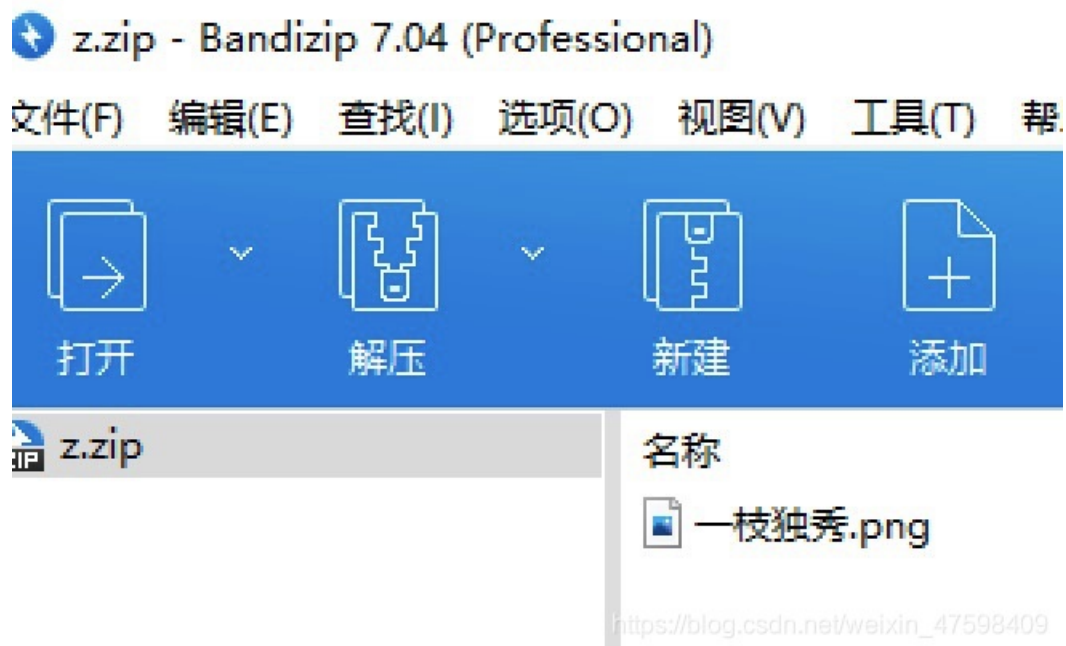 z.zip - Bandizip 7.04 (Professional)
文件(F) 编辑(E) 查找(I) 选项(O) 视图(V) 工具(T) 帮
打开 解压 新建 添加
z.zip 名称
ZIP
一枝独秀.png
https://blog.csdn.net/weixin_47598409